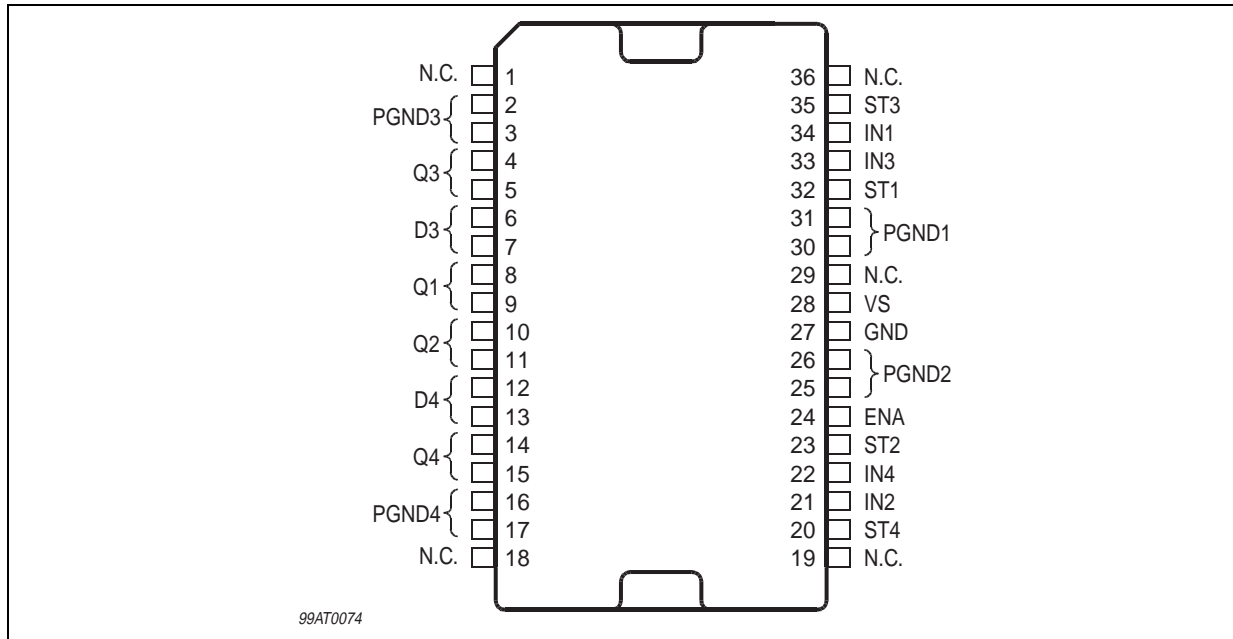 N.C. 1 36 N.C.
PGND3 2 35 ST3
3 34 IN1
Q3 4 33 IN3
5 32 ST1
D3 6 31 PGND1
7 30
Q1 8 29 N.C.
9 28 VS
Q2 10 27 GND
11 26 PGND2
D4 12 25
13 24 ENA
Q4 14 23 ST2
15 22 IN4
PGND4 16 21 IN2
17 20 ST4
N.C. 18 19 N.C.
99AT0074